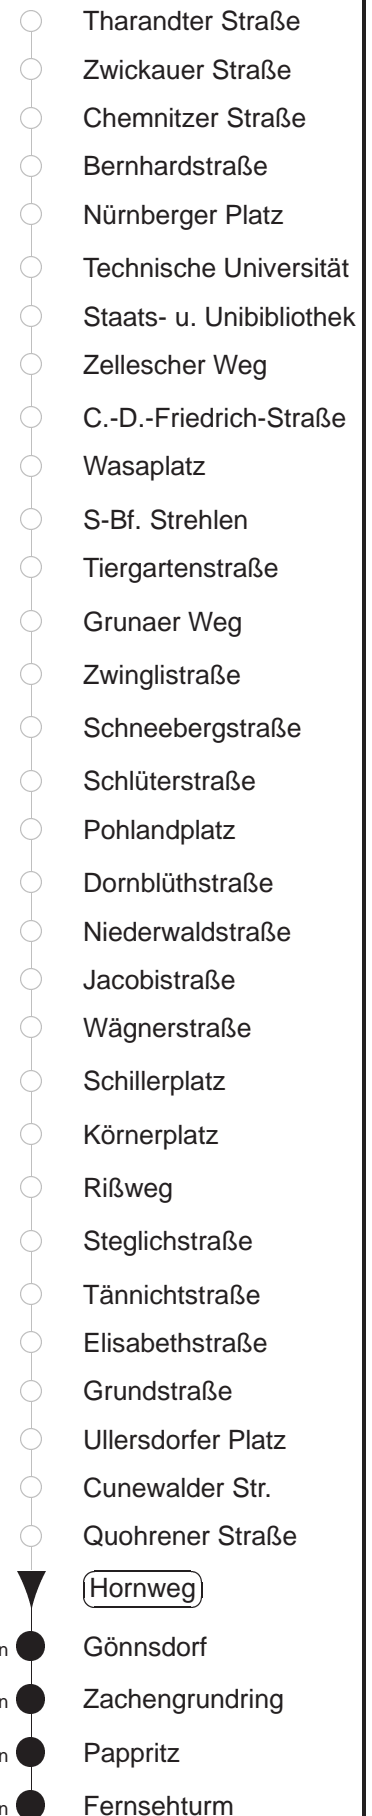 Tharandter Straße
Zwickauer Straße
Chemnitzer Straße
Bernhardstraße
Nürnberger Platz
Technische Universität
Staats- u. Unibibliothek
Zellescher Weg
C.-D.-Friedrich-Straße
Wasaplatz
S-Bf. Strehlen
Tiergartenstraße
Grunaer Weg
Zwinglistraße
Schneebergstraße
Schlüterstraße
Pohlandplatz
Dornblüthstraße
Niederwaldstraße
Jacobistraße
Wägnerstraße
Schillerplatz
Körnerplatz
Rißweg
Steglichstraße
Tännichtstraße
Elisabethstraße
Grundstraße
Ullersdorfer Platz
Cunewalder Str.
Quohrener Straße
Hornweg
n Gönnsdorf
n Zachengrundring
n Pappritz
n Fernsehturm